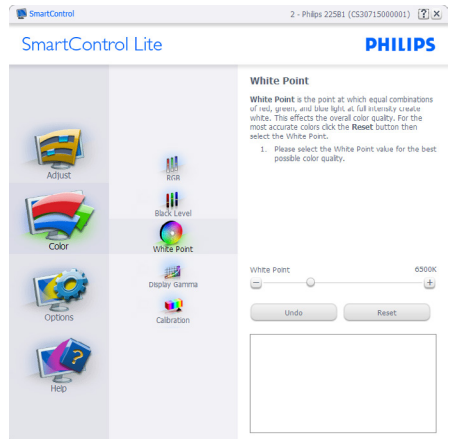 SmartControl
2 - Philips 225B1 (CS30715000001)
SmartControl Lite
PHILIPS
Adjust
Color
Options
Help
RGB
Black Level
White Point
Display Gamma
Calibration
White Point
White Point is the point at which equal combinations
of red, green, and blue light at full intensity create
white. This effects the overall color quality. For the
most accurate colors click the Reset button then
select the White Point.
1. Please select the White Point value for the best
possible color quality.
White Point 6500K
Undo Reset